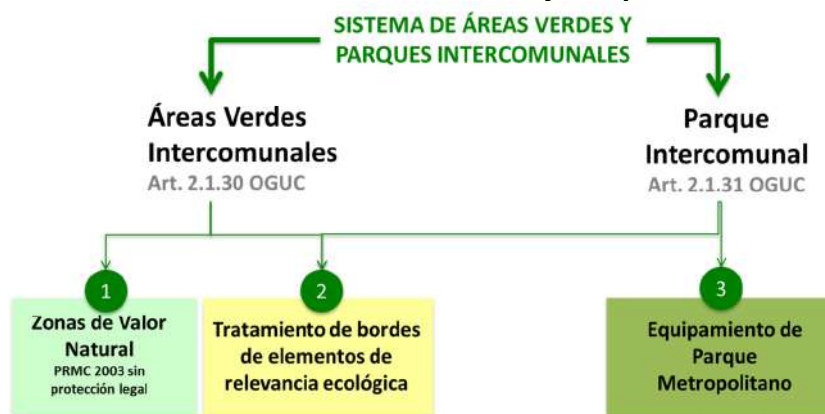 SISTEMA DE ÁREAS VERDES Y
PARQUES INTERCOMUNALES
Áreas Verdes
Intercomunales
Art. 2.1.30 OGUC
Parque
Intercomunal
Art. 2.1.31 OGUC
1
Zonas de Valor
Natural
PRMC 2003 sin
protección legal
2
Tratamiento de bordes
de elementos de
relevancia ecológica
3
Equipamiento de
Parque
Metropolitano